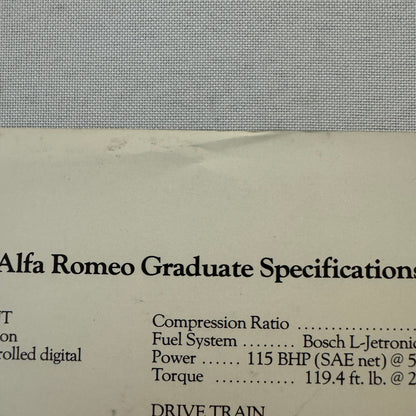 Alfa Romeo Graduate Specifications
Compression Ratio ....................
Fuel System ........ Bosch L-Jetronic
rolled digital
Power ...... 115 BHP (SAE net) @ 5
Torque ........... 119.4 ft. lb. @ 2
DRIVE TRAIN